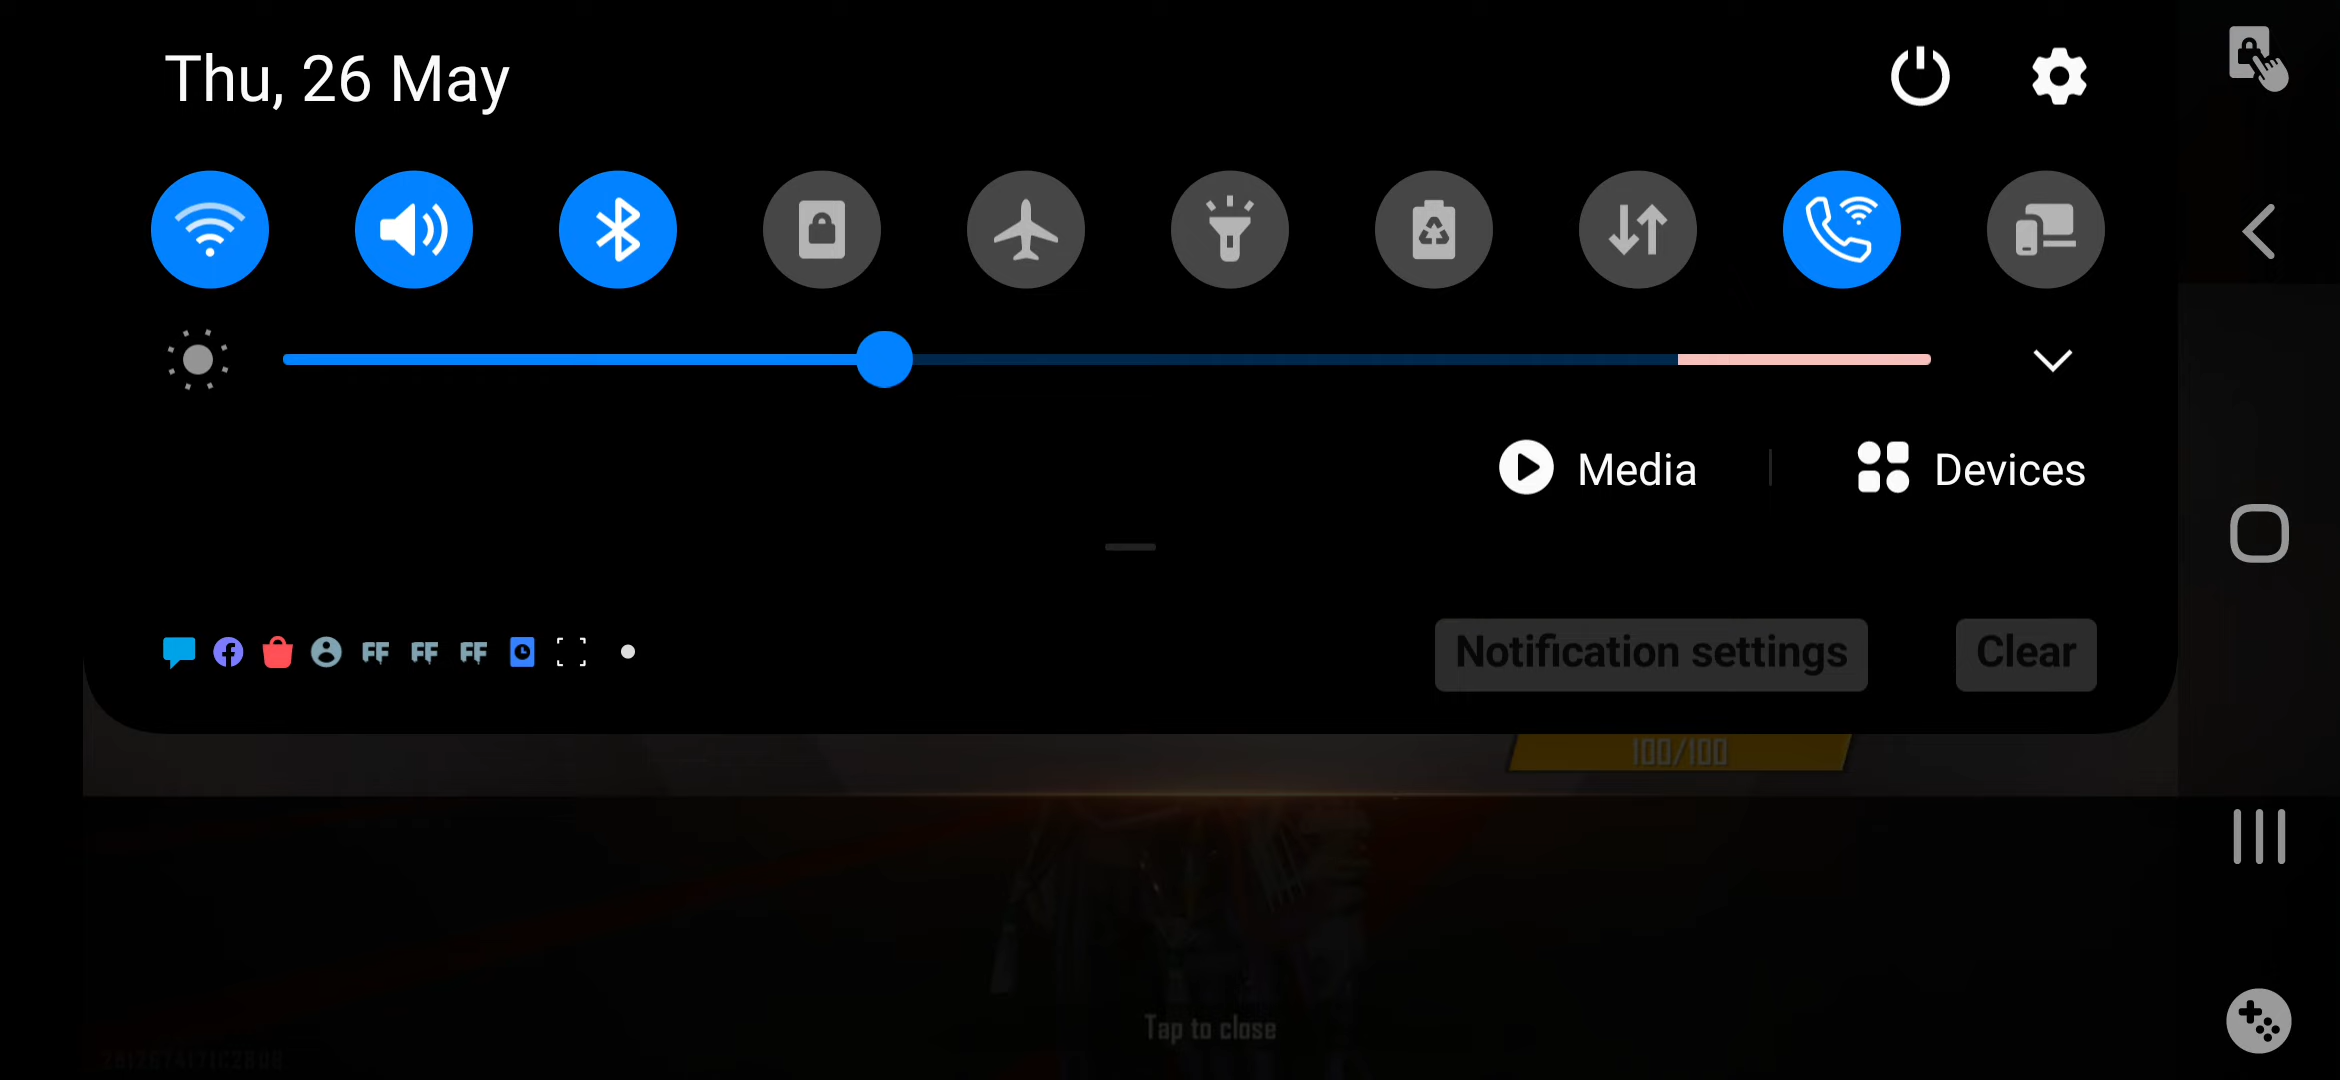 Thu, 26 May
Media
Devices
FF FF FF
Notification settings
Clear
100/100
Tap to close